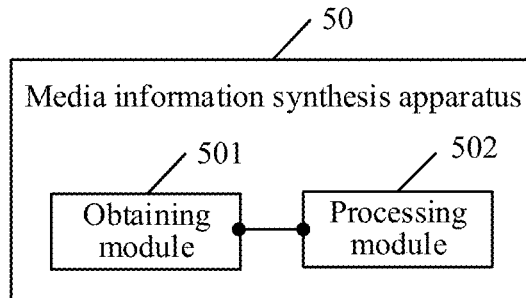 50
Media information synthesis apparatus
501
502
Obtaining
module
Processing
module